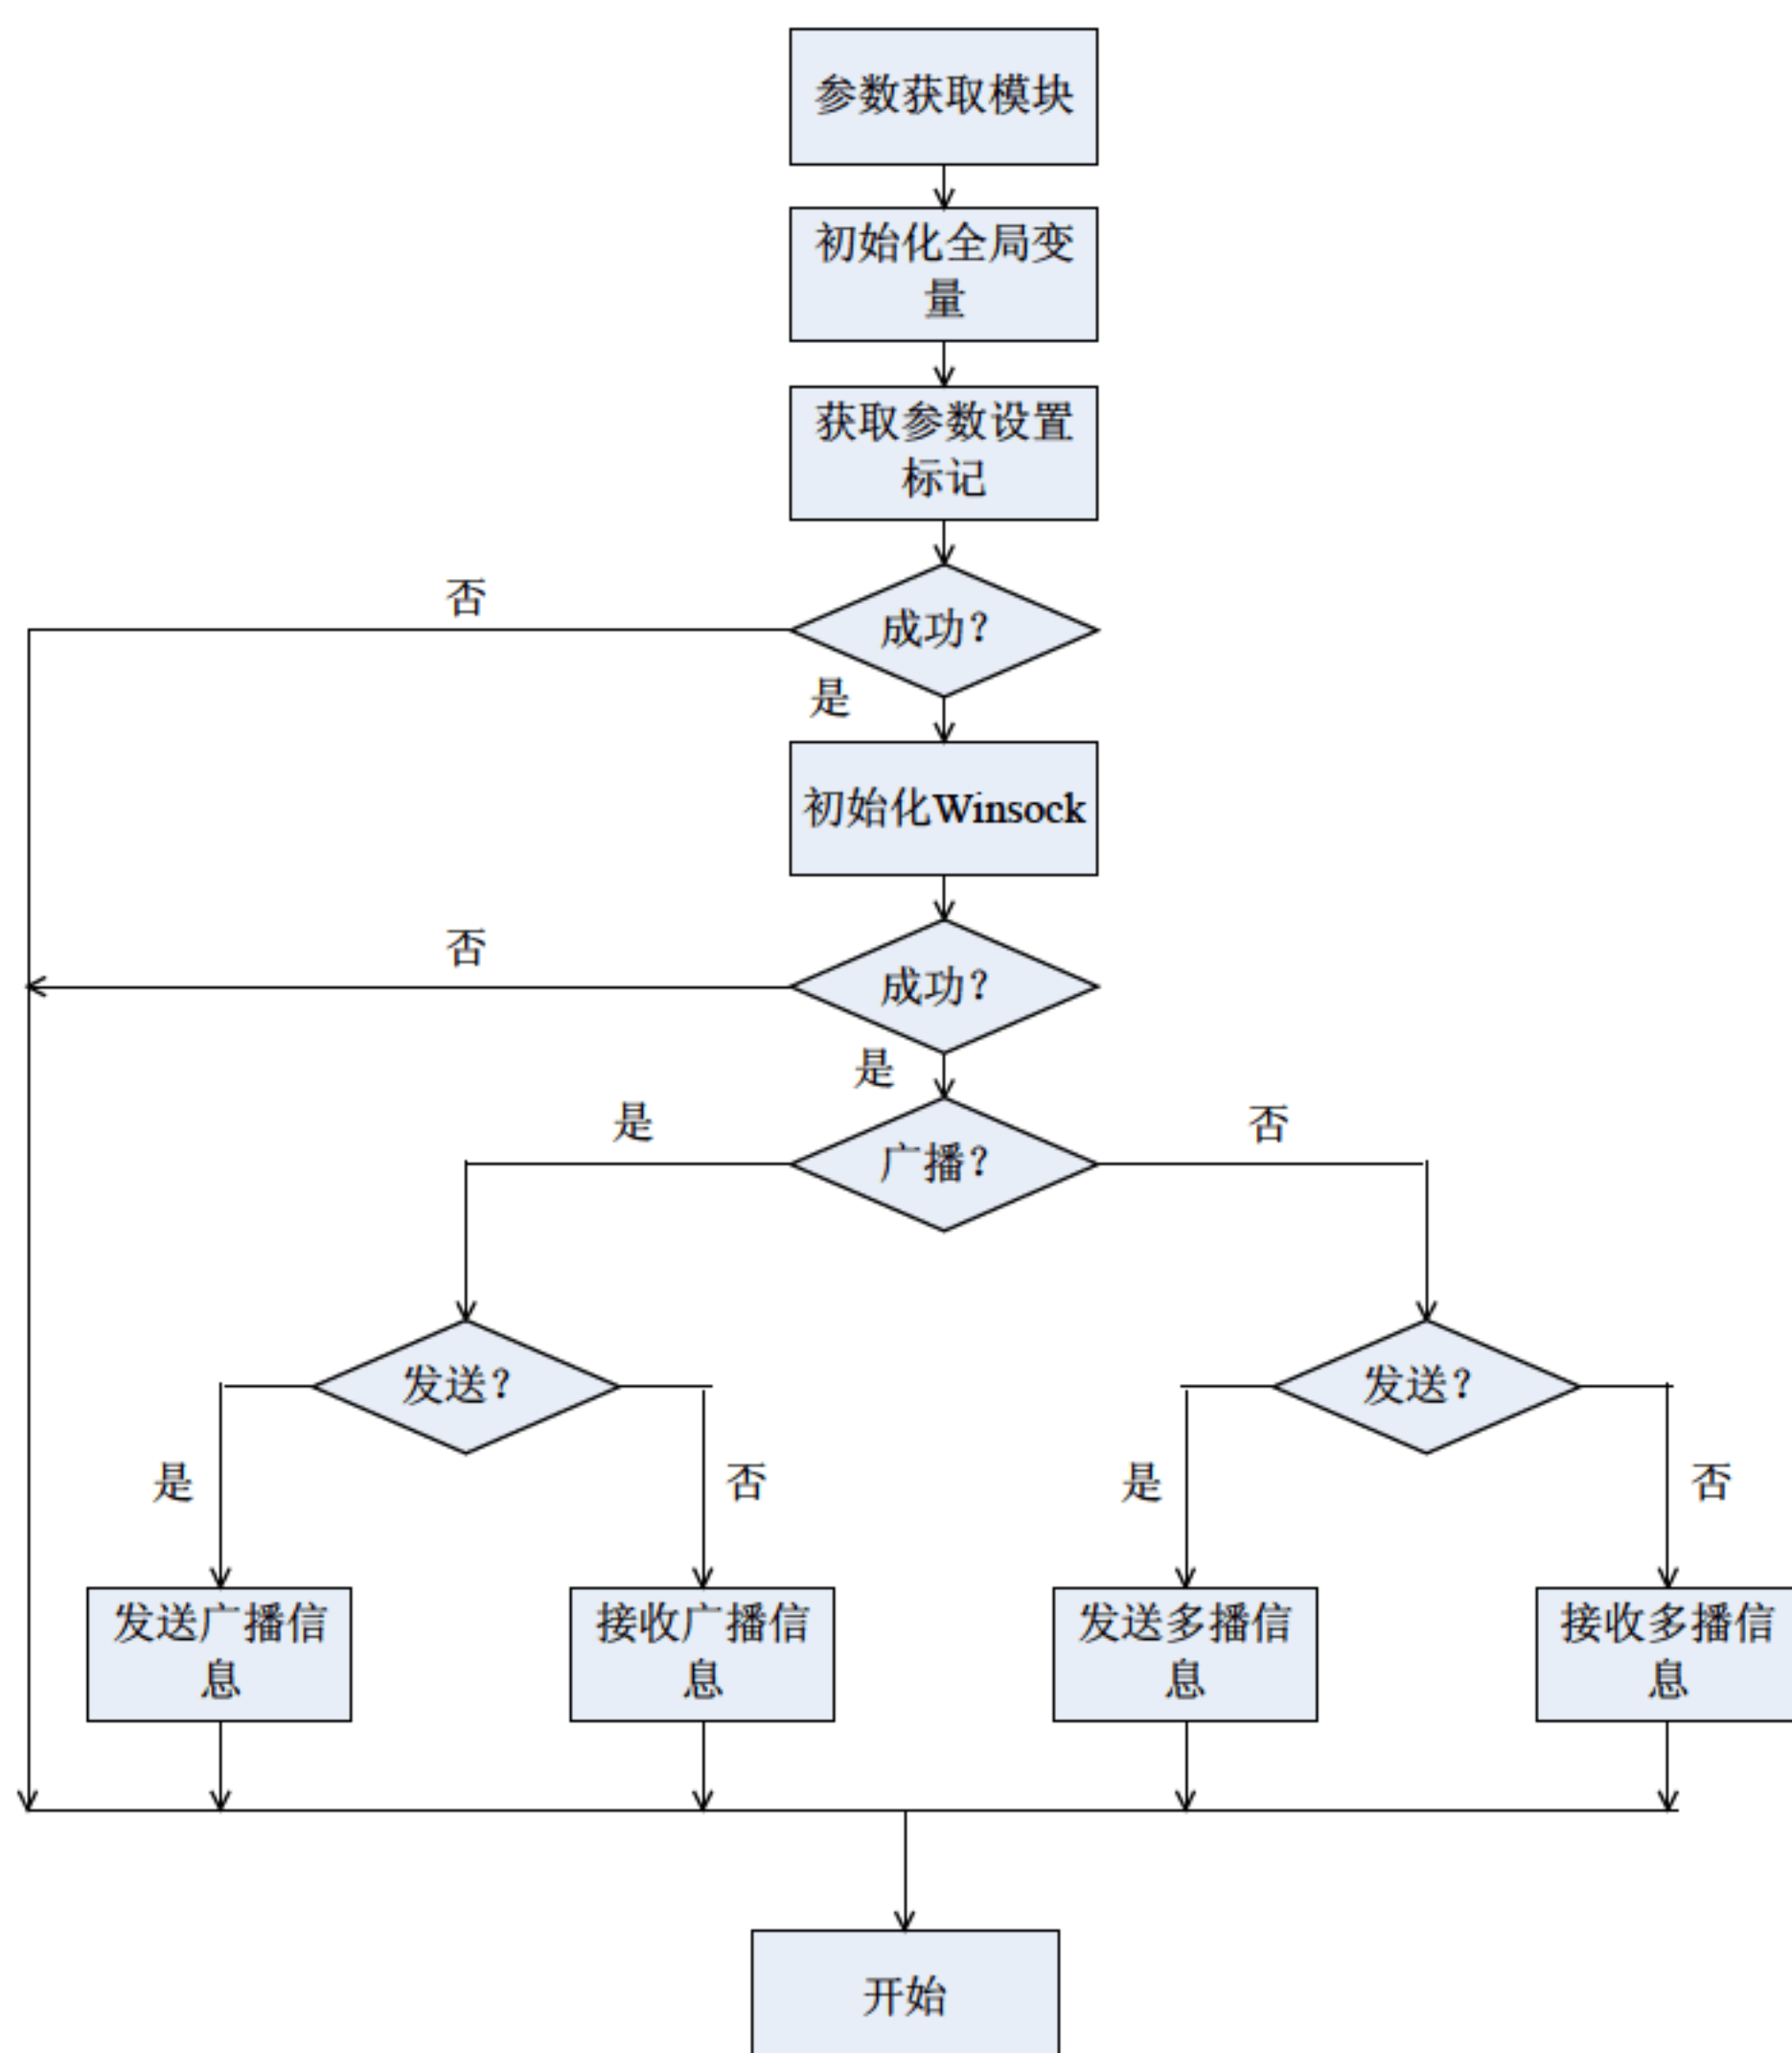 参数获取模块
初始化全局变
量
获取参数设置
标记
否
成功?
是
初始化Winsock
否
成功?
是
是
否
广播?
发送?
发送?
是
否
是
否
发送广播信
息
接收广播信
息
发送多播信
息
接收多播信
息
开始